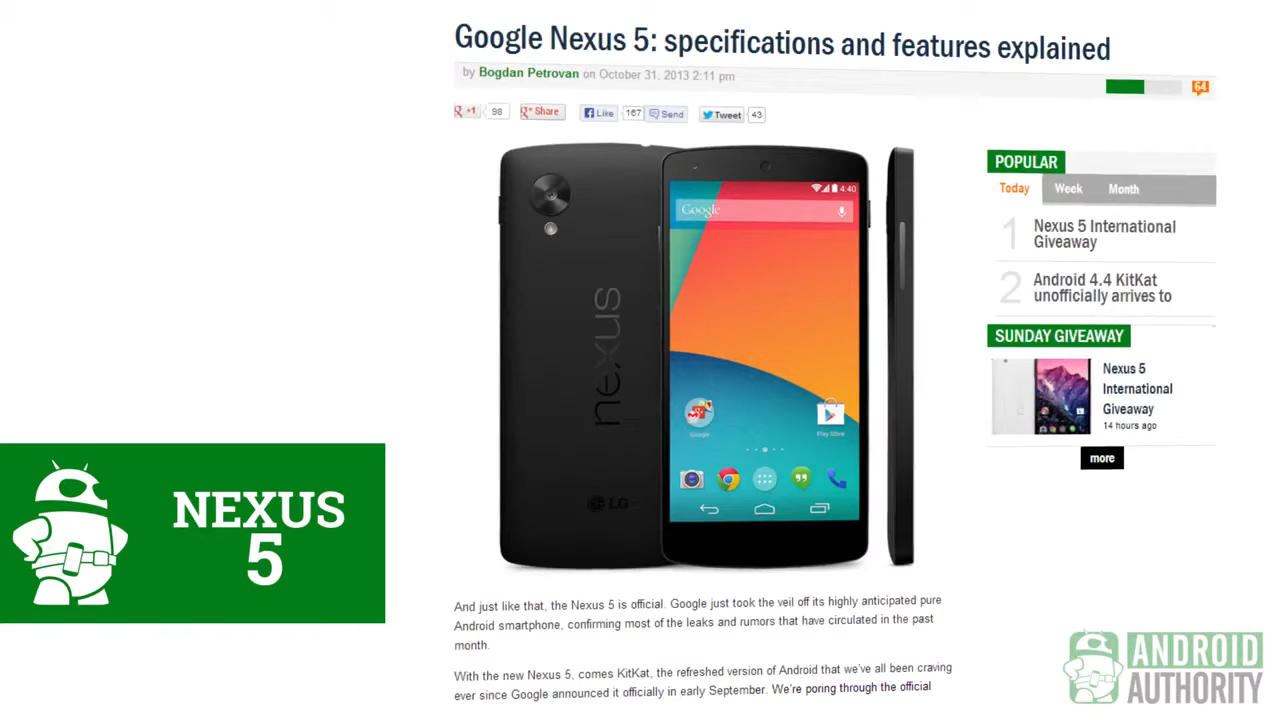 Google Nexus 5: specifications and features explained
by Bogdan Petrovan on October 31, 2013 2:11 pm
64
g +1 98 g+ Share Like 167 Send Tweet 43
POPULAR
Today Week Month
1 Nexus 5 International
Giveaway
2 Android 4.4 KitKat
unofficially arrives to
SUNDAY GIVEAWAY
Nexus 5
International
Giveaway
14 hours ago
more
4:40
Google
nexus
LG
Google
Play Store
NEXUS
5
And just like that, the Nexus 5 is official. Google just took the veil off its highly anticipated pure
Android smartphone, confirming most of the leaks and rumors that have circulated in the past
month.
With the new Nexus 5, comes KitKat, the refreshed version of Android that we've all been craving
ever since Google announced it officially in early September. We're poring through the official
ANDROID
AUTHORITY